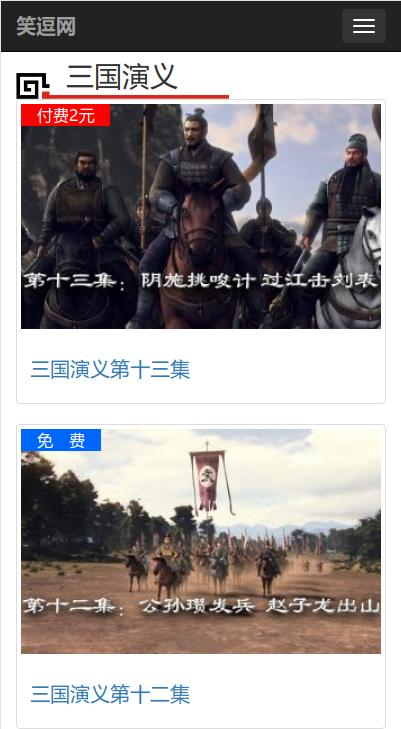 笑逗网
三国演义
付费2元
第十三集：阴施挑唆计 过江击刘表
三国演义第十三集
免 费
第十二集：公孙瓒发兵 赵子龙出山
三国演义第十二集